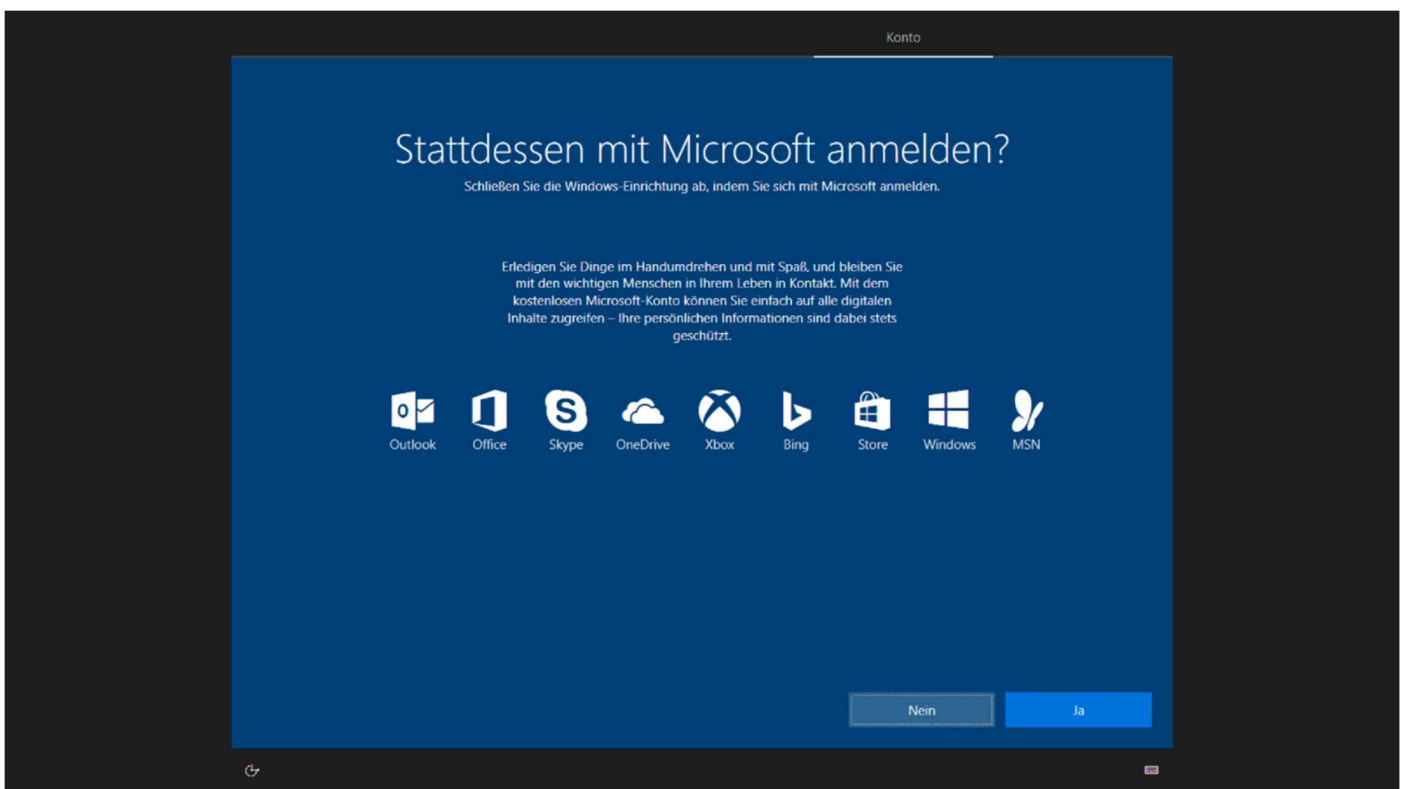 Konto
Stattdessen mit Microsoft anmelden?
Schließen Sie die Windows-Einrichtung ab, indem Sie sich mit Microsoft anmelden.
Erledigen Sie Dinge im Handumdrehen und mit Spaß, und bleiben Sie
mit den wichtigen Menschen in Ihrem Leben in Kontakt. Mit dem
kostenlosen Microsoft-Konto können Sie einfach auf alle digitalen
Inhalte zugreifen – Ihre persönlichen Informationen sind dabei stets
geschützt.
Outlook Office Skype OneDrive Xbox Bing Store Windows MSN
Nein Ja